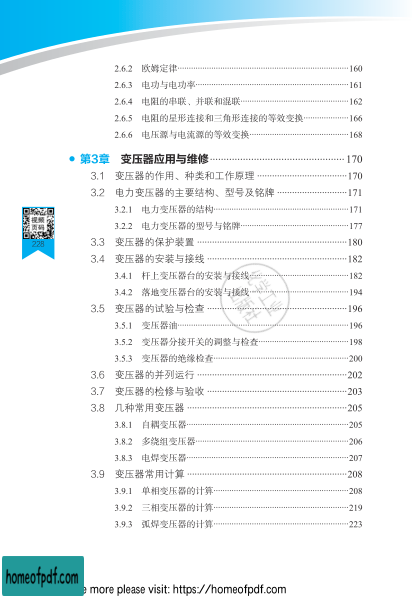 2.6.2 欧姆定律 160
2.6.3 电功与电功率 161
2.6.4 电阻的串联、并联和混联 162
2.6.5 电阻的星形连接和三角形连接的等效变换 166
2.6.6 电压源与电流源的等效变换 168
第3章 变压器应用与维修 170
3.1 变压器的作用、种类和工作原理 170
3.2 电力变压器的主要结构、型号及铭牌 171
3.2.1 电力变压器的结构 171
3.2.2 电力变压器的型号与铭牌 177
视频
页码
228
3.3 变压器的保护装置 180
3.4 变压器的安装与接线 182
3.4.1 杆上变压器台的安装与接线 182
3.4.2 落地变压器台的安装与接线 194
3.5 变压器的试验与检查 196
3.5.1 变压器油 196
3.5.2 变压器分接开关的调整与检查 198
3.5.3 变压器的绝缘检查 200
3.6 变压器的并列运行 202
3.7 变压器的检修与验收 203
3.8 几种常用变压器 205
3.8.1 自耦变压器 205
3.8.2 多绕组变压器 206
3.8.3 电焊变压器 207
3.9 变压器常用计算 208
3.9.1 单相变压器的计算 208
3.9.2 三相变压器的计算 219
3.9.3 弧焊变压器的计算 223
homeofpdf.com
e more please visit: https://homeofpdf.com